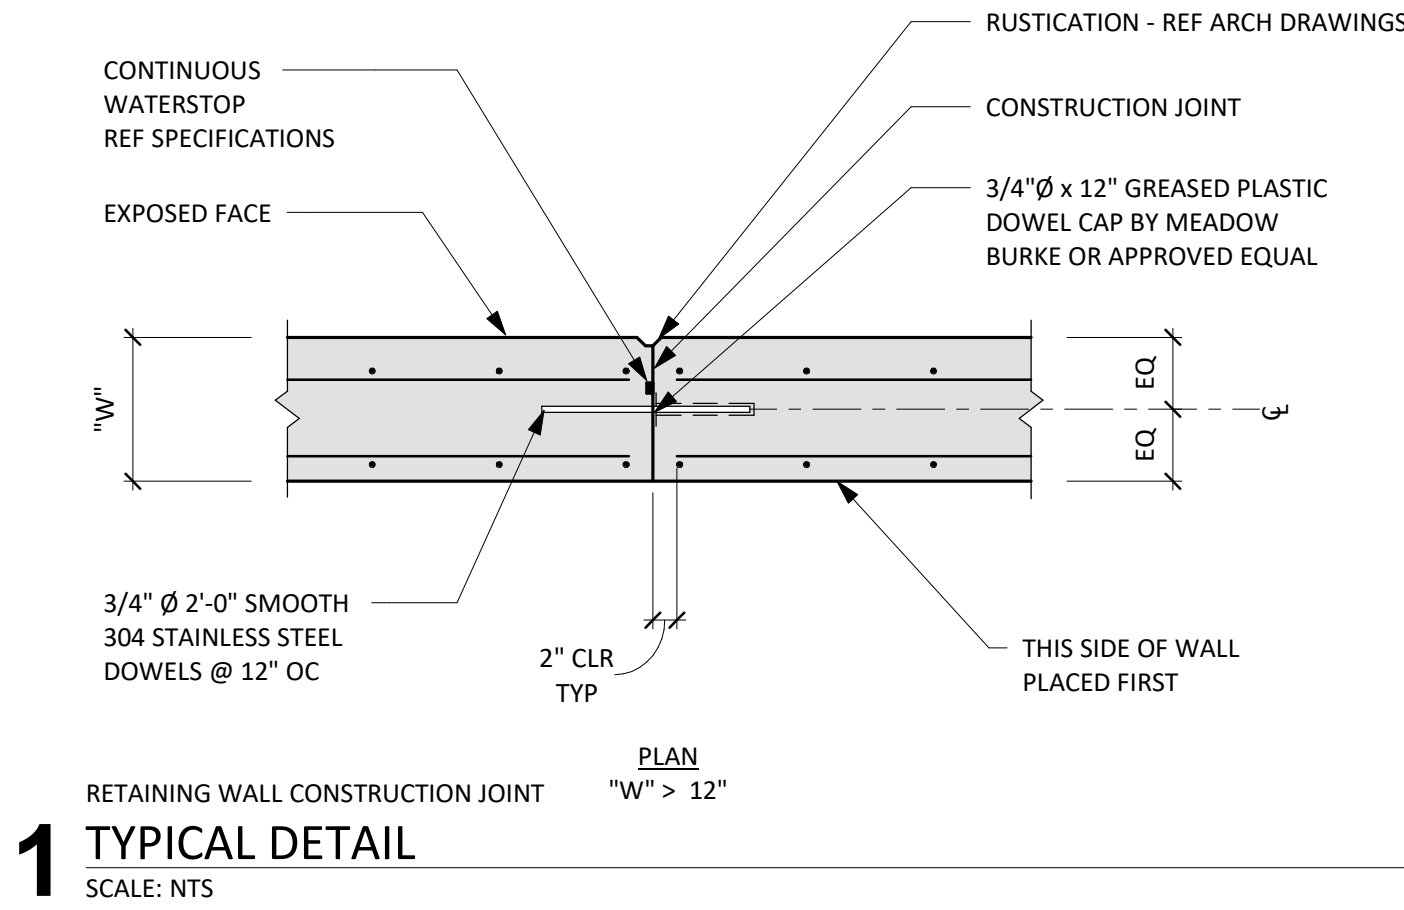 RUSTICATION - REF ARCH DRAWINGS
CONTINUOUS
WATERSTOP
REF SPECIFICATIONS
CONSTRUCTION JOINT
EXPOSED FACE
3/4"Ø x 12" GREASED PLASTIC
DOWEL CAP BY MEADOW
BURKE OR APPROVED EQUAL
"W"
EQ
EQ
℄
3/4" Ø 2'-0" SMOOTH
304 STAINLESS STEEL
DOWELS @ 12" OC
2" CLR
TYP
THIS SIDE OF WALL
PLACED FIRST
PLAN
"W" > 12"
RETAINING WALL CONSTRUCTION JOINT
1 TYPICAL DETAIL
SCALE: NTS